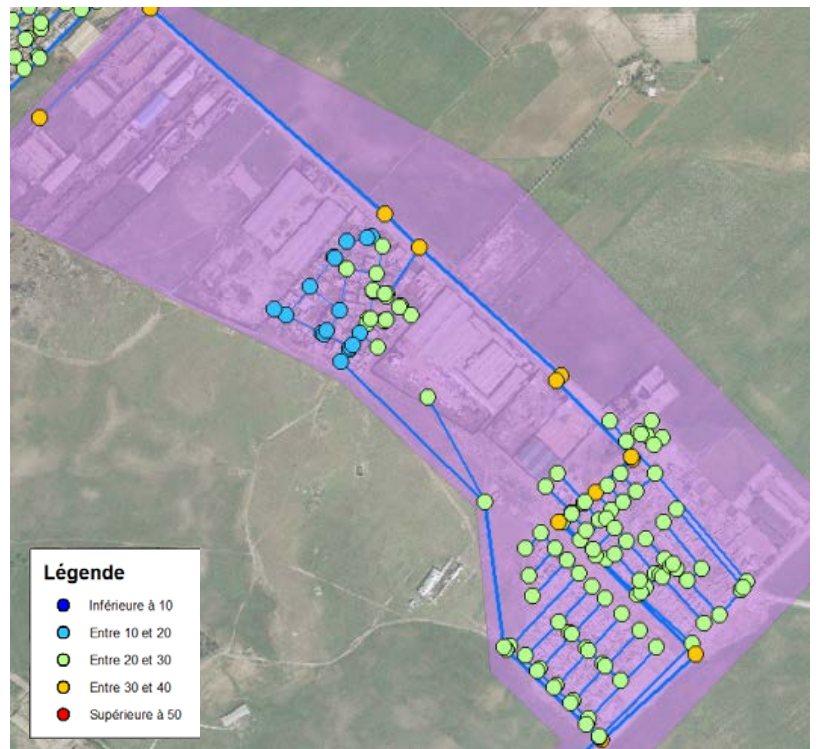 Légende
Inférieure à 10
Entre 10 et 20
Entre 20 et 30
Entre 30 et 40
Supérieure à 50